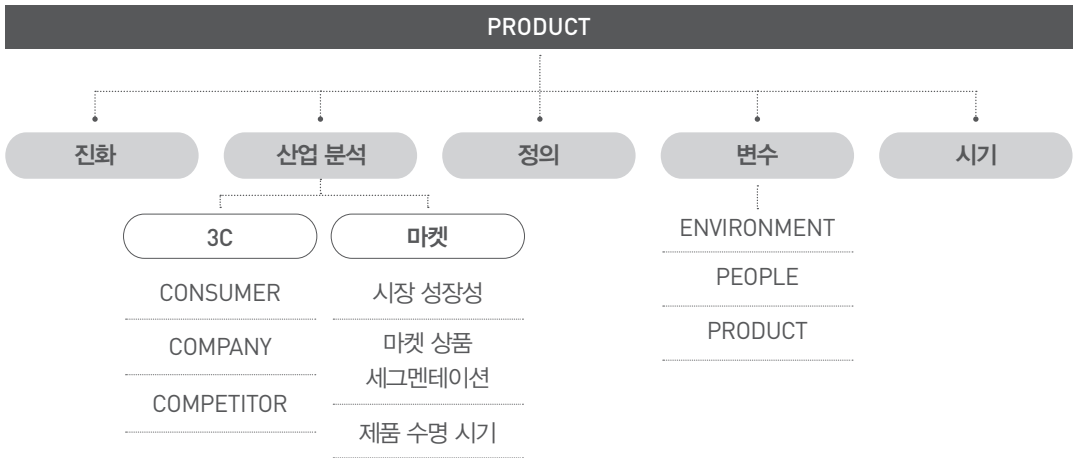 PRODUCT
진화
산업 분석
정의
변수
시기
3C
CONSUMER
COMPANY
COMPETITOR
마켓
시장 성장성
마켓 상품
세그멘테이션
제품 수명 시기
ENVIRONMENT
PEOPLE
PRODUCT